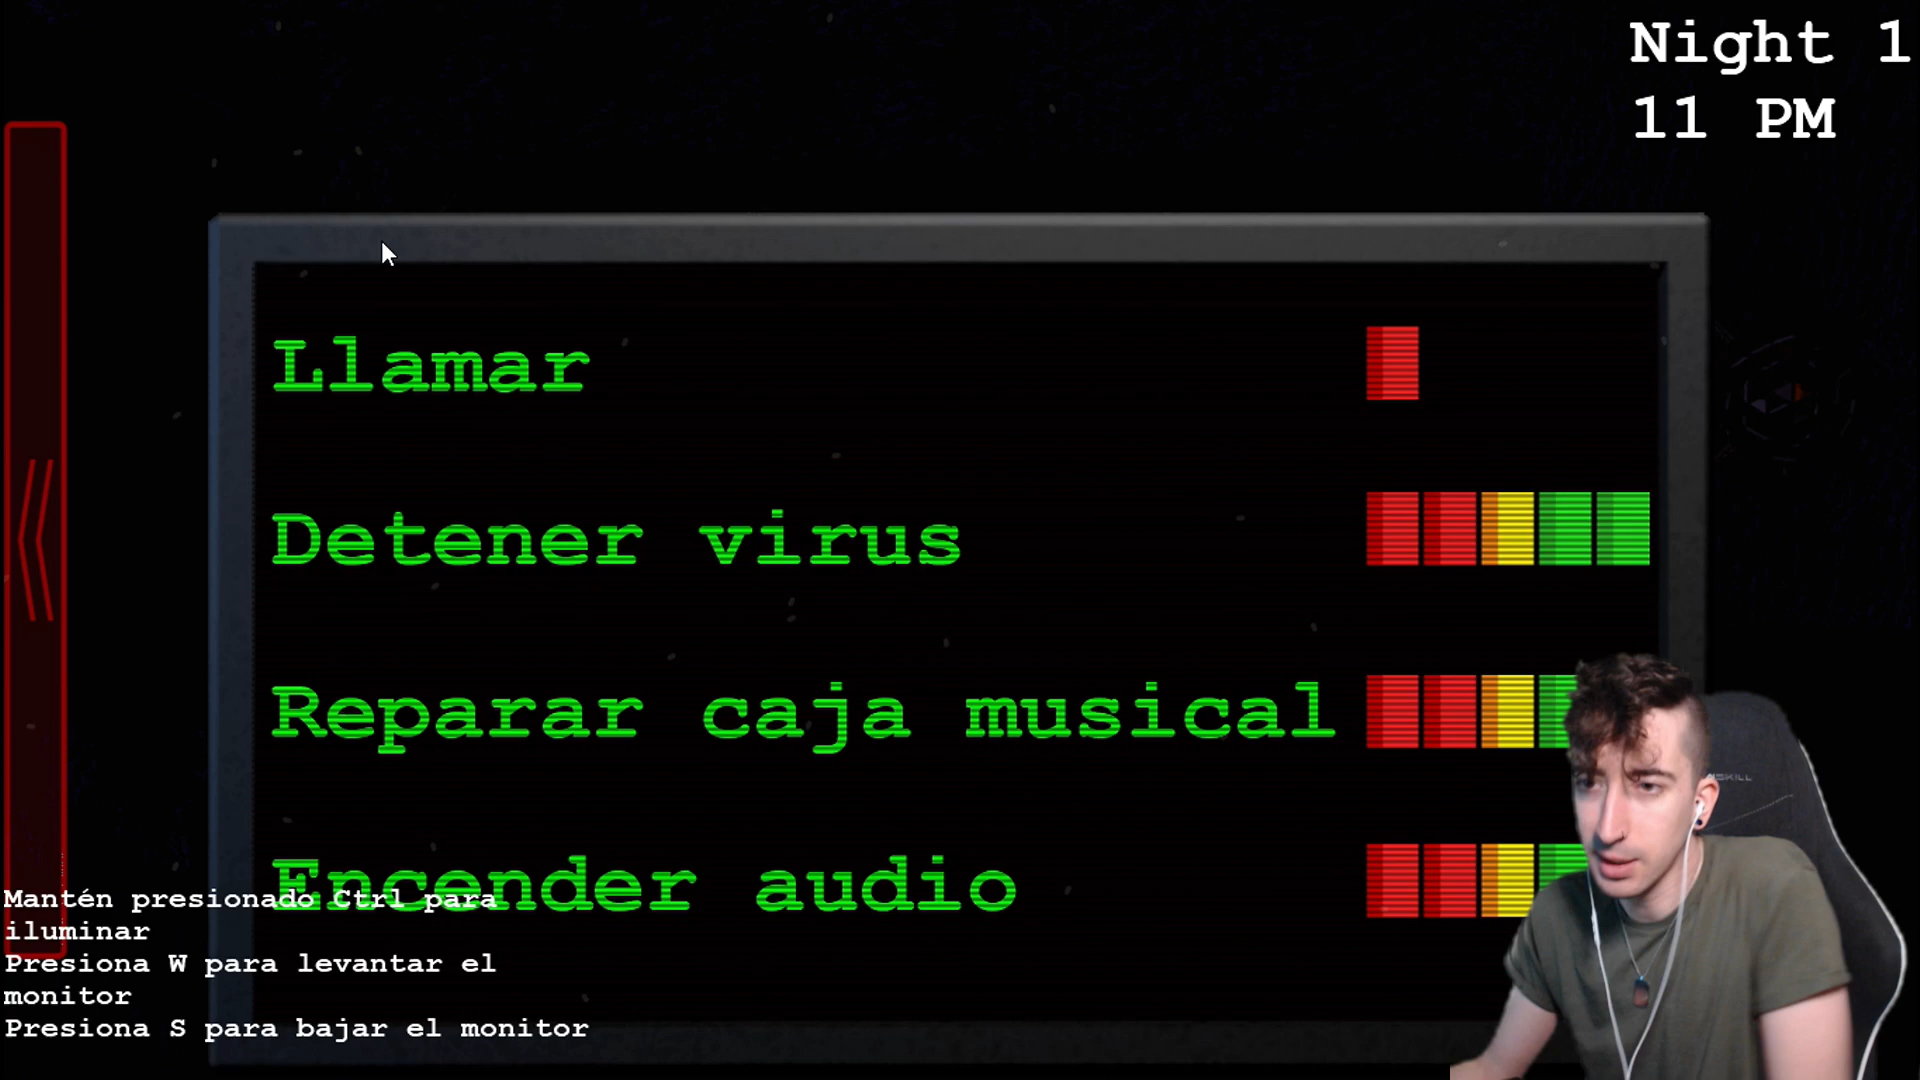 Night 1
11 PM
Llamar
Detener virus
Reparar caja musical
Encender audio
Mantén presionado Ctrl para
iluminar
Presiona W para levantar el
monitor
Presiona S para bajar el monitor